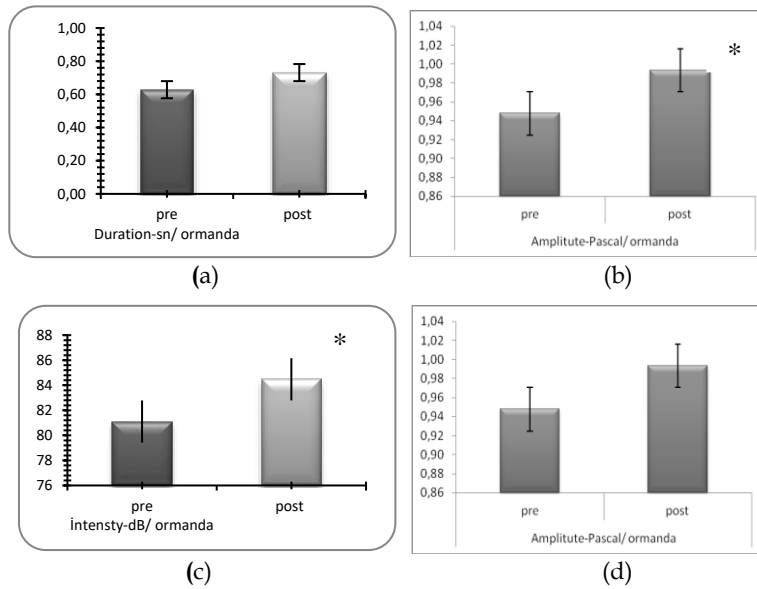 1,00
0,80
0,60
0,40
0,20
0,00
pre post
Duration-sn/ ormanda
(a)
1,04
1,02
1,00
0,98
0,96
0,94
0,92
0,90
0,88
0,86
*
pre post
Amplitute-Pascal/ ormanda
(b)
88
86
84
82
80
78
76
*
pre post
İntensty-dB/ ormanda
(c)
1,04
1,02
1,00
0,98
0,96
0,94
0,92
0,90
0,88
0,86
pre post
Amplitute-Pascal/ ormanda
(d)